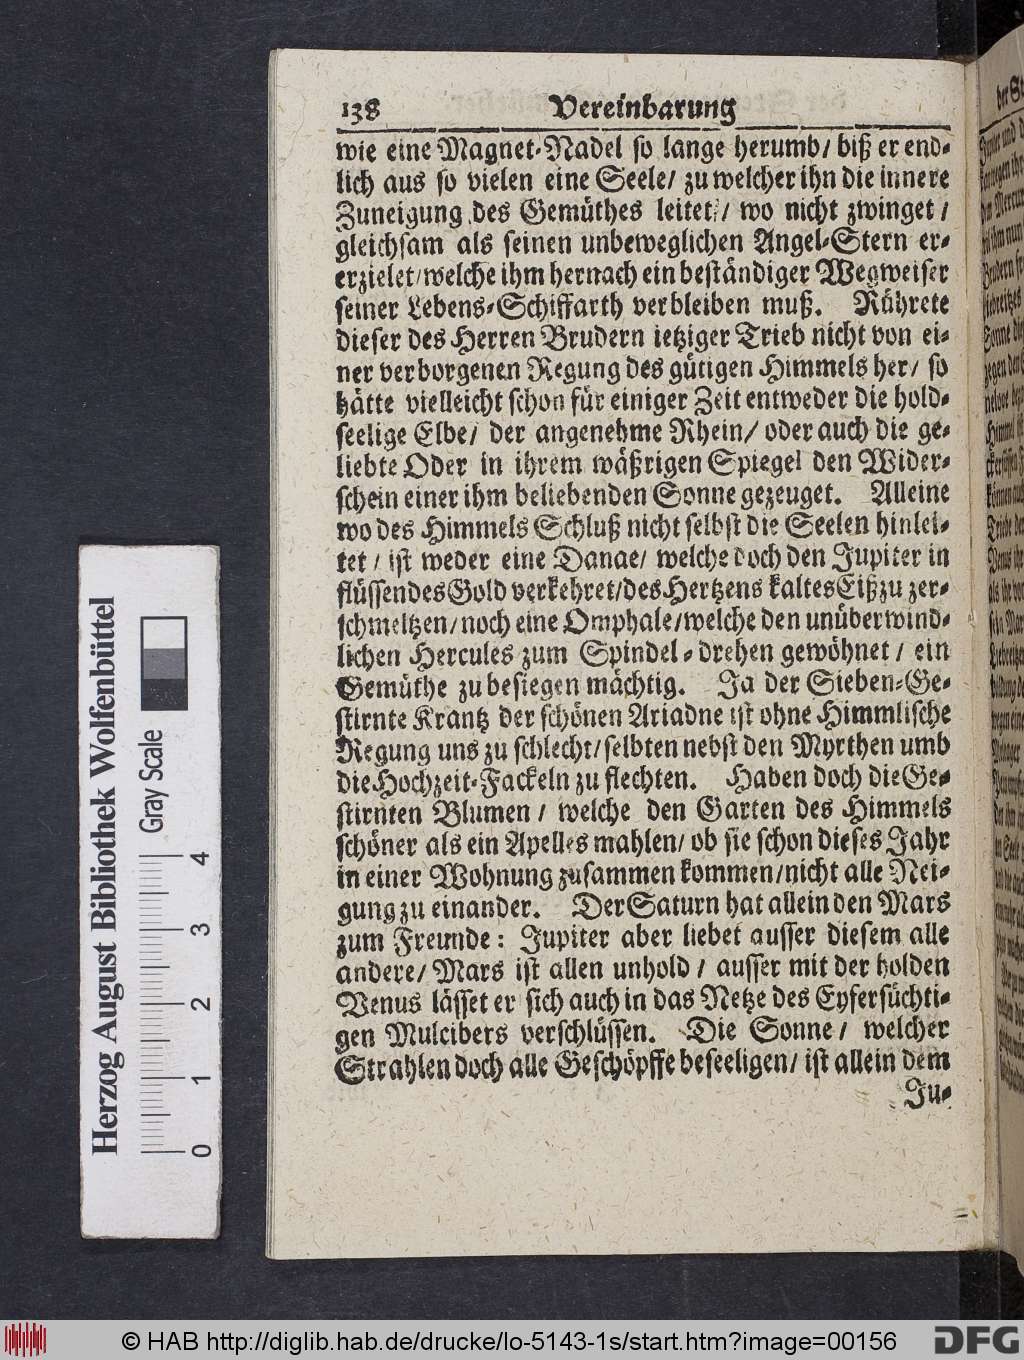 138 Vereinbarung
wie eine Magnet-Nadel so lange herumb/ biß er end-
lich aus so vielen eine Seele/ zu welcher ihn die innere
Zuneigung des Gemüthes leitet/ wo nicht zwinget/
gleichsam als seinen unbeweglichen Angel-Stern er-
erzielet/welche ihm hernach ein beständiger Wegweiser
seiner Lebens-Schiffarth verbleiben muß. Rührete
dieser des Herren Brudern ietziger Trieb nicht von ei-
ner verborgenen Regung des gütigen Himmels her/ so
hätte vielleicht schon für einiger Zeit entweder die hold-
seelige Elbe/ der angenehme Rhein/ oder auch die ge-
liebte Oder in ihrem wäßrigen Spiegel den Wider-
schein einer ihm beliebenden Sonne gezeuget. Alleine
wo des Himmels Schluß nicht selbst die Seelen hinlei-
tet/ ist weder eine Danae/ welche doch den Jupiter in
flüssendes Gold verkehret/des Hertzens kaltes Eiß zu zer-
schmeltzen/noch eine Omphale/welche den unüberwind-
lichen Hercules zum Spindel-drehen gewöhnet/ ein
Gemüthe zu besiegen mächtig. Ja der Sieben-Ge-
stirnte Krantz der schönen Ariadne ist ohne Himmlische
Regung uns zu schlecht/selbten nebst den Myrthen umb
die Hochzeit-Fackeln zu flechten. Haben doch die Ge-
stirnten Blumen/ welche den Garten des Himmels
schöner als ein Apelles mahlen/ ob sie schon dieses Jahr
in einer Wohnung zusammen kommen/nicht alle Nei-
gung zu einander. Der Saturn hat allein den Mars
zum Freunde: Jupiter aber liebet ausser diesem alle
andere/ Mars ist allen unhold/ ausser mit der holden
Venus lässet er sich auch in das Netze des Eyfersüchti-
gen Mulcibers verschlüssen. Die Sonne/ welcher
Strahlen doch alle Geschöpffe beseeligen/ ist allein dem
Ju-
Herzog August Bibliothek Wolfenbüttel
Gray Scale
0 1 2 3 4
© HAB http://diglib.hab.de/drucke/lo-5143-1s/start.htm?image=00156
DFG